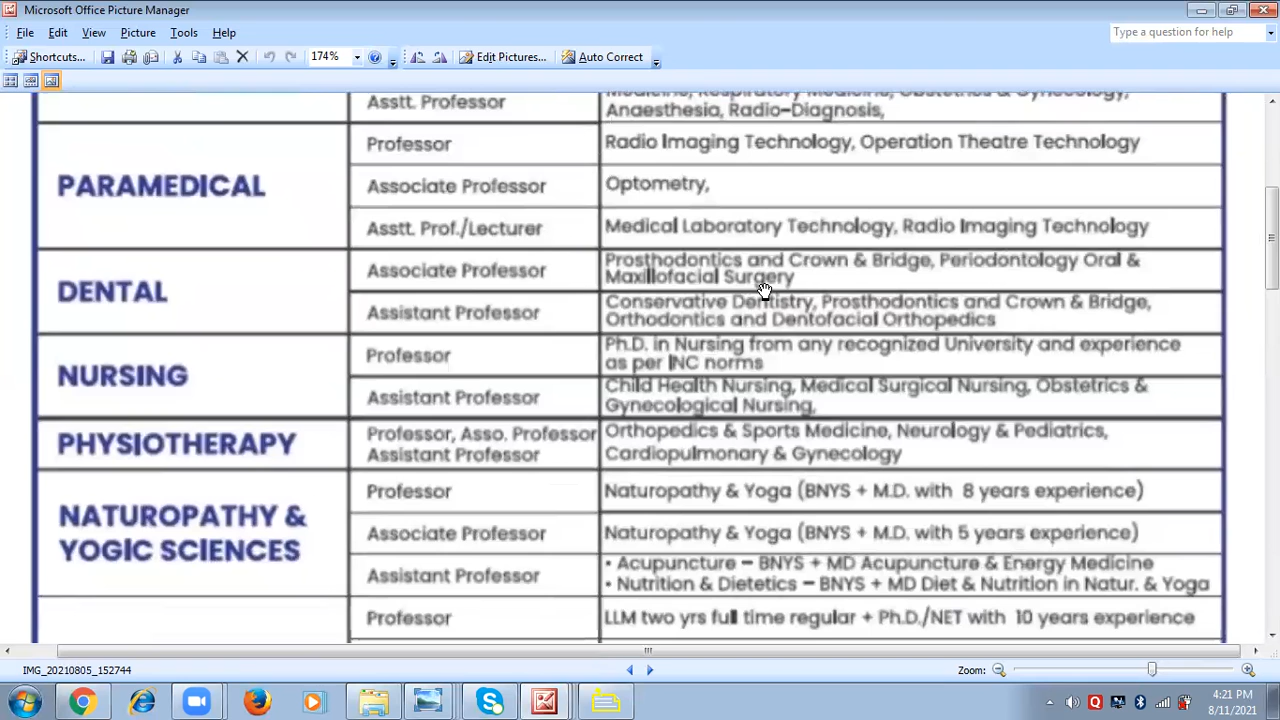 Microsoft Office Picture Manager
File Edit View Picture Tools Help
Type a question for help
Shortcuts... 174% Edit Pictures... Auto Correct
Asstt. Professor
Medicine, Respiratory Medicine, Obstetrics & Gynecology,
Anaesthesia, Radio-Diagnosis,
PARAMEDICAL
Professor
Radio Imaging Technology, Operation Theatre Technology
Associate Professor
Optometry,
Asstt. Prof./Lecturer
Medical Laboratory Technology, Radio Imaging Technology
DENTAL
Associate Professor
Prosthodontics and Crown & Bridge, Periodontology Oral &
Maxillofacial Surgery
Assistant Professor
Conservative Dentistry, Prosthodontics and Crown & Bridge,
Orthodontics and Dentofacial Orthopedics
NURSING
Professor
Ph.D. in Nursing from any recognized University and experience
as per INC norms
Assistant Professor
Child Health Nursing, Medical Surgical Nursing, Obstetrics &
Gynecological Nursing,
PHYSIOTHERAPY
Professor, Asso. Professor
Assistant Professor
Orthopedics & Sports Medicine, Neurology & Pediatrics,
Cardiopulmonary & Gynecology
NATUROPATHY &
YOGIC SCIENCES
Professor
Naturopathy & Yoga (BNYS + M.D. with 8 years experience)
Associate Professor
Naturopathy & Yoga (BNYS + M.D. with 5 years experience)
Assistant Professor
• Acupuncture – BNYS + MD Acupuncture & Energy Medicine
• Nutrition & Dietetics – BNYS + MD Diet & Nutrition in Natur. & Yoga
Professor
LLM two yrs full time regular + Ph.D./NET with 10 years experience
IMG_20210805_152744
Zoom:
4:21 PM
8/11/2021